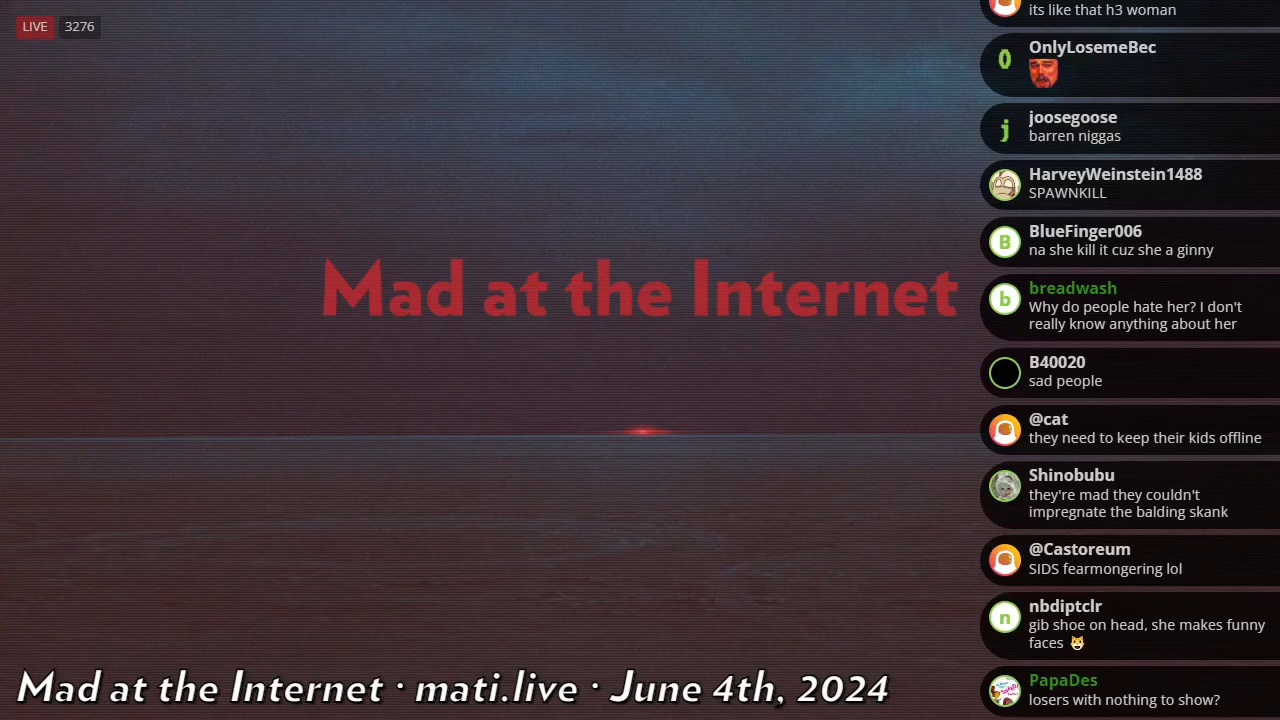 LIVE 3276
Mad at the Internet
Mad at the Internet · mati.live · June 4th, 2024
its like that h3 woman
0
OnlyLosemeBec
j
joosegoose
barren niggas
HarveyWeinstein1488
SPAWNKILL
B
BlueFinger006
na she kill it cuz she a ginny
b
breadwash
Why do people hate her? I don't
really know anything about her
B40020
sad people
@cat
they need to keep their kids offline
Shinobubu
they're mad they couldn't
impregnate the balding skank
@Castoreum
SIDS fearmongering lol
n
nbdiptclr
gib shoe on head, she makes funny
faces 😺
PapaDes
losers with nothing to show?